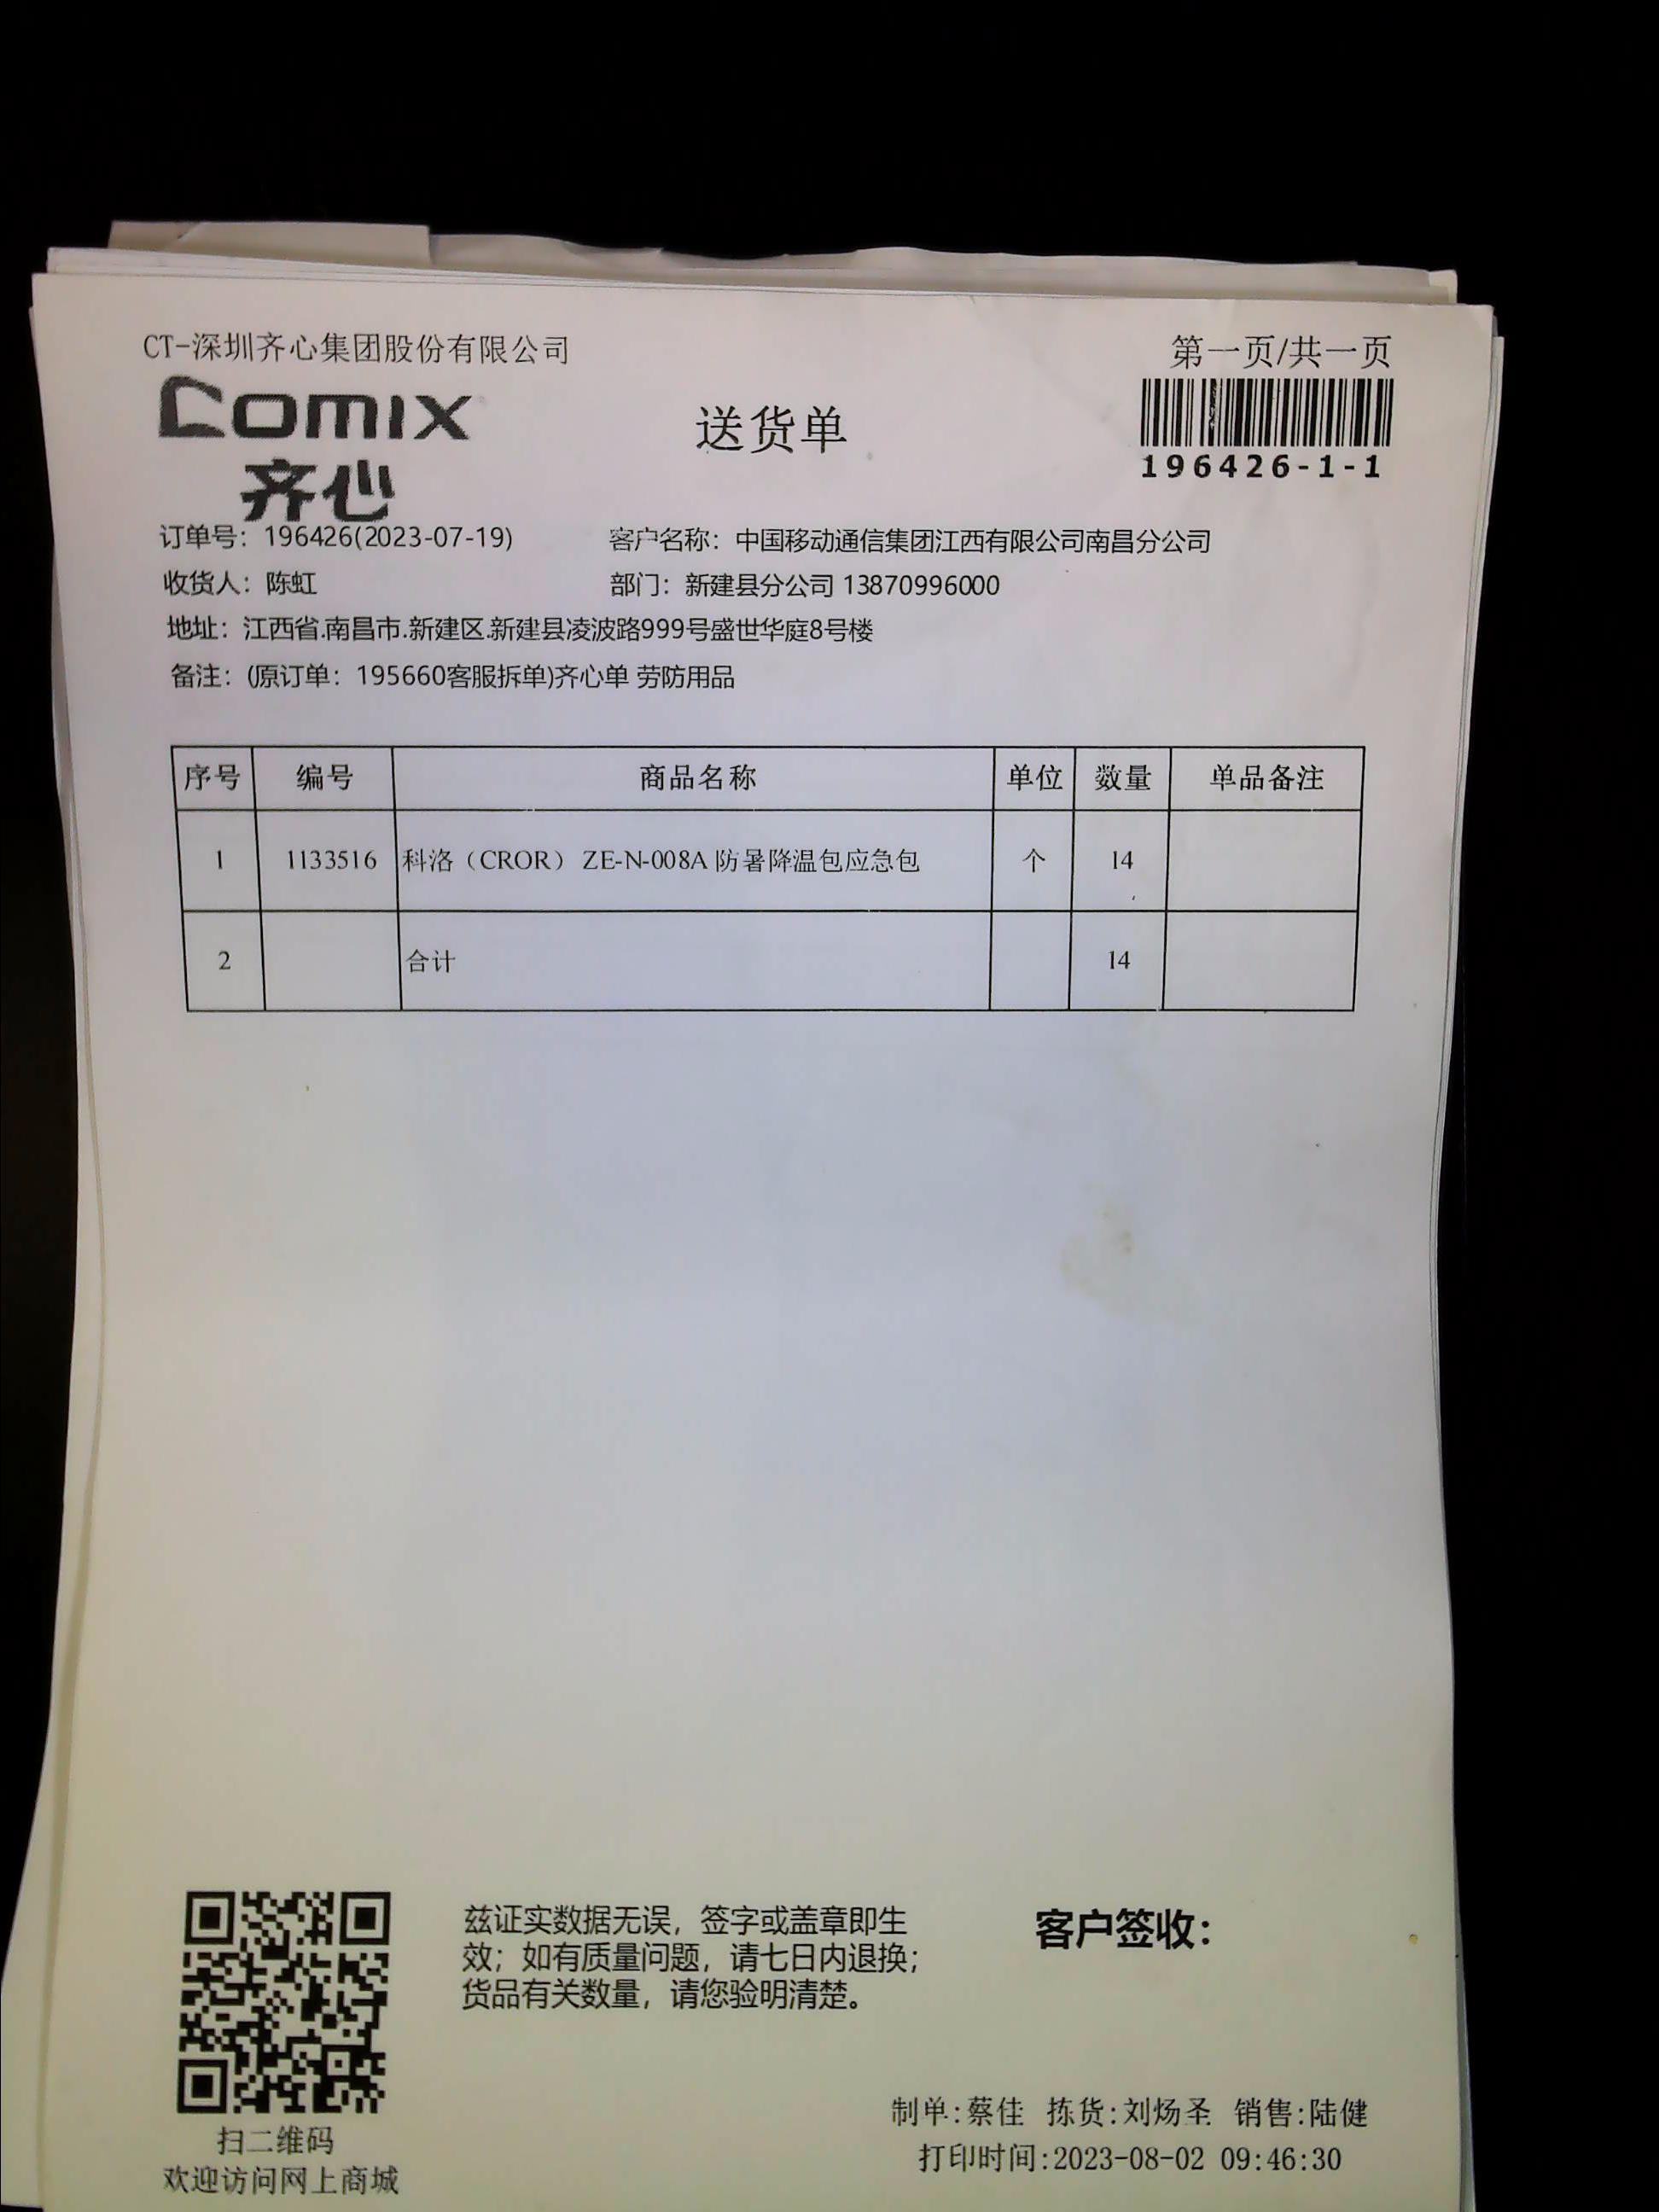 CT-深圳齐心集团股份有限公司
第一页/共一页
comix
齐心
送货单
196426-1-1
订单号：196426(2023-07-19)
客户名称：中国移动通信集团江西有限公司南昌分公司
收货人：陈虹
部门：新建县分公司 13870996000
地址：江西省.南昌市.新建区.新建县凌波路999号盛世华庭8号楼
备注：(原订单：195660客服拆单)齐心单 劳防用品
序号 编号 商品名称 单位 数量 单品备注
1 1133516 科洛（CROR） ZE-N-008A 防暑降温包应急包 个 14
2 合计 14
兹证实数据无误，签字或盖章即生
效；如有质量问题，请七日内退换；
货品有关数量，请您验明清楚。
客户签收：
扫二维码
欢迎访问网上商城
制单:蔡佳 拣货:刘炀圣 销售:陆健
打印时间:2023-08-02 09:46:30